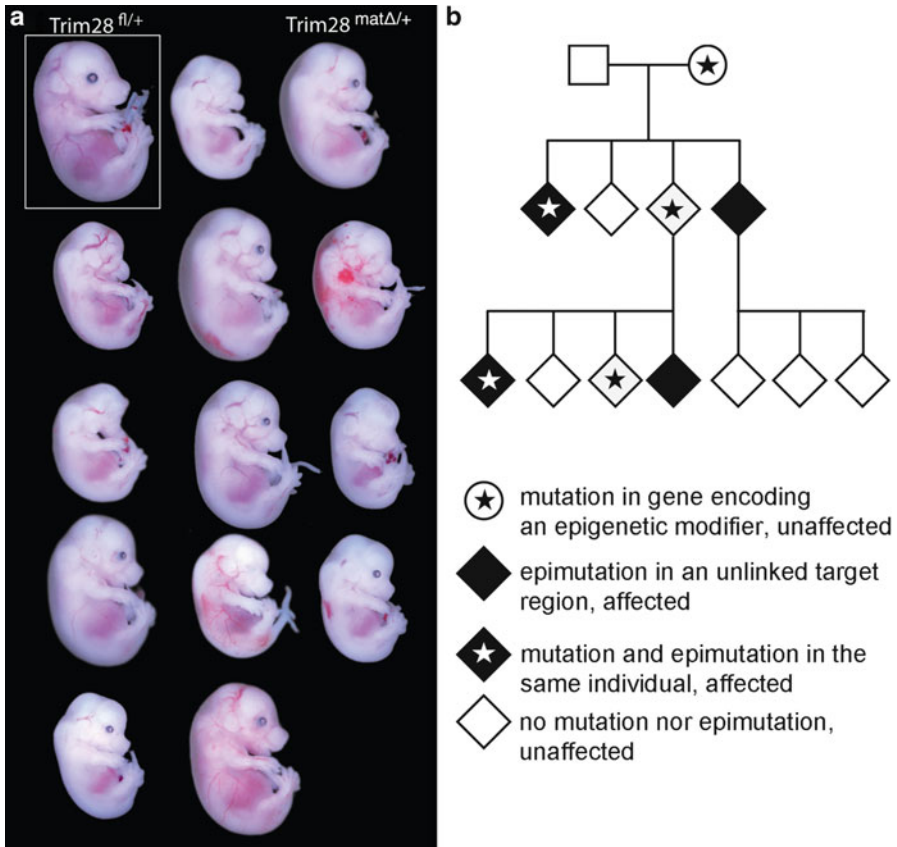 a
Trim28 fl/+
Trim28 matΔ/+
b
mutation in gene encoding
an epigenetic modifier, unaffected
epimutation in an unlinked target
region, affected
mutation and epimutation in the
same individual, affected
no mutation nor epimutation,
unaffected